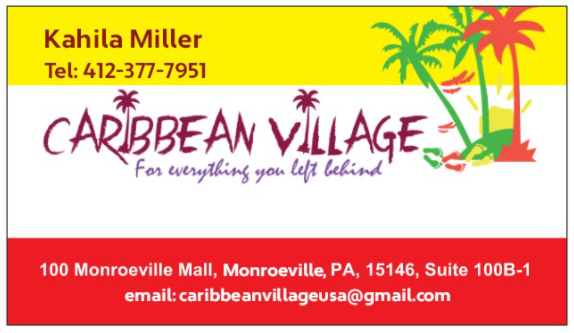 Kahila Miller
Tel: 412-377-7951
CARIBBEAN VILLAGE
For everything you left behind
100 Monroeville Mall, Monroeville, PA, 15146, Suite 100B-1
email: caribbeanvillageusa@gmail.com